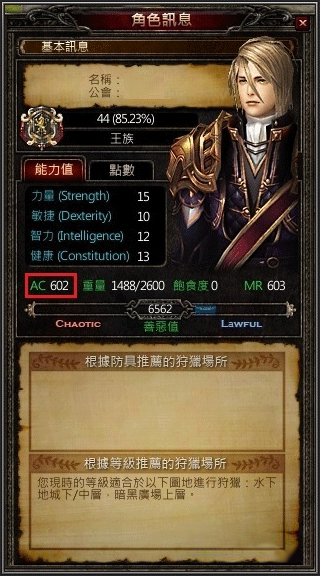 角色訊息
基本訊息
名稱：
公會：
44 (85.23%)
王族
能力值 點數
力量 (Strength) 15
敏捷 (Dexterity) 10
智力 (Intelligence) 12
健康 (Constitution) 13
AC 602 重量 1488/2600 飽食度 0 MR 603
6562
CHAOTIC 善惡值 LAWFUL
根據防具推薦的狩獵場所
根據等級推薦的狩獵場所
您現時的等級適合於以下圖地進行狩獵：水下
地城下/中層，暗黑廣場上層。